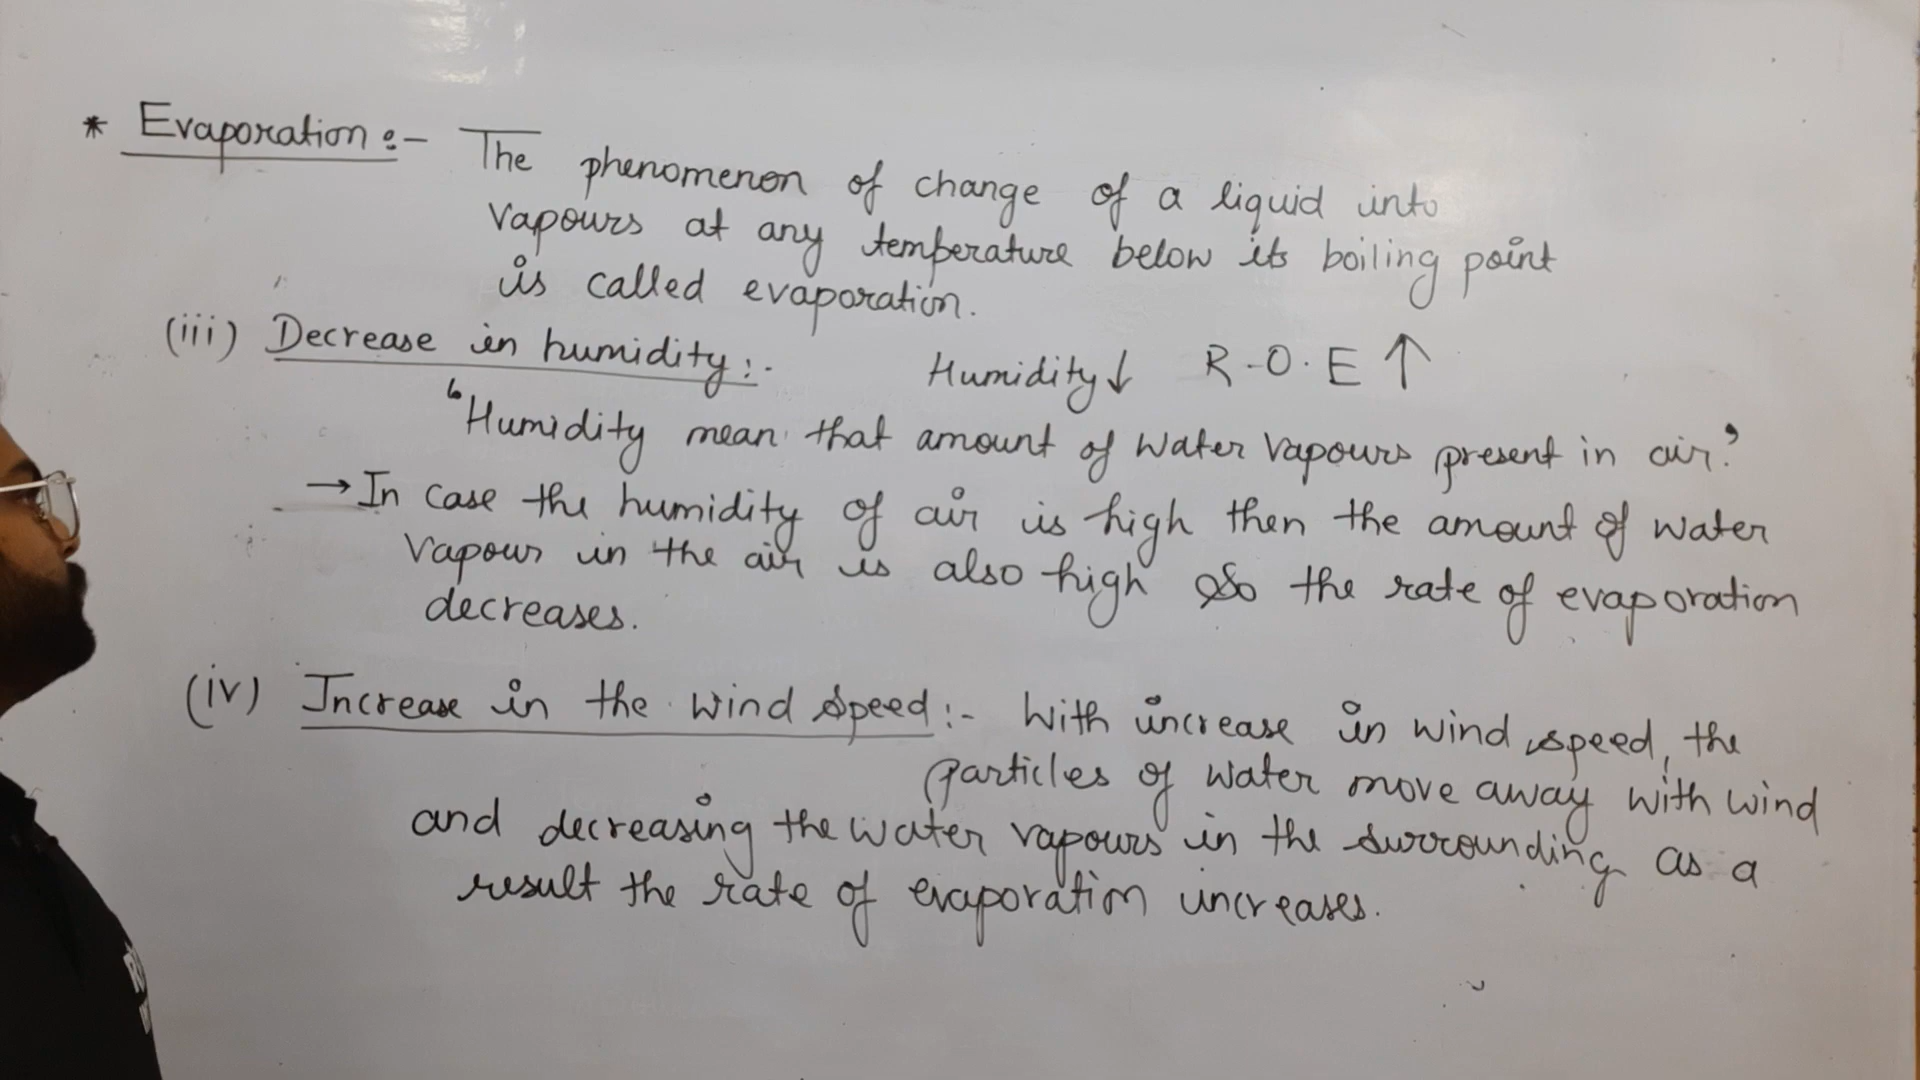 * Evaporation :- The phenomenon of change of a liquid into
vapours at any temperature below its boiling point
is called evaporation.
(iii) Decrease in humidity :- Humidity ↓ R-O.E ↑
“Humidity mean that amount of water vapours present in air.’
→ In case the humidity of air is high then the amount of water
vapour in the air is also high So the rate of evaporation
decreases.
(iv) Increase in the wind speed :- With increase in wind speed, the
particles of water move away with wind
and decreasing the water vapours in the surrounding as a
result the rate of evaporation increases.